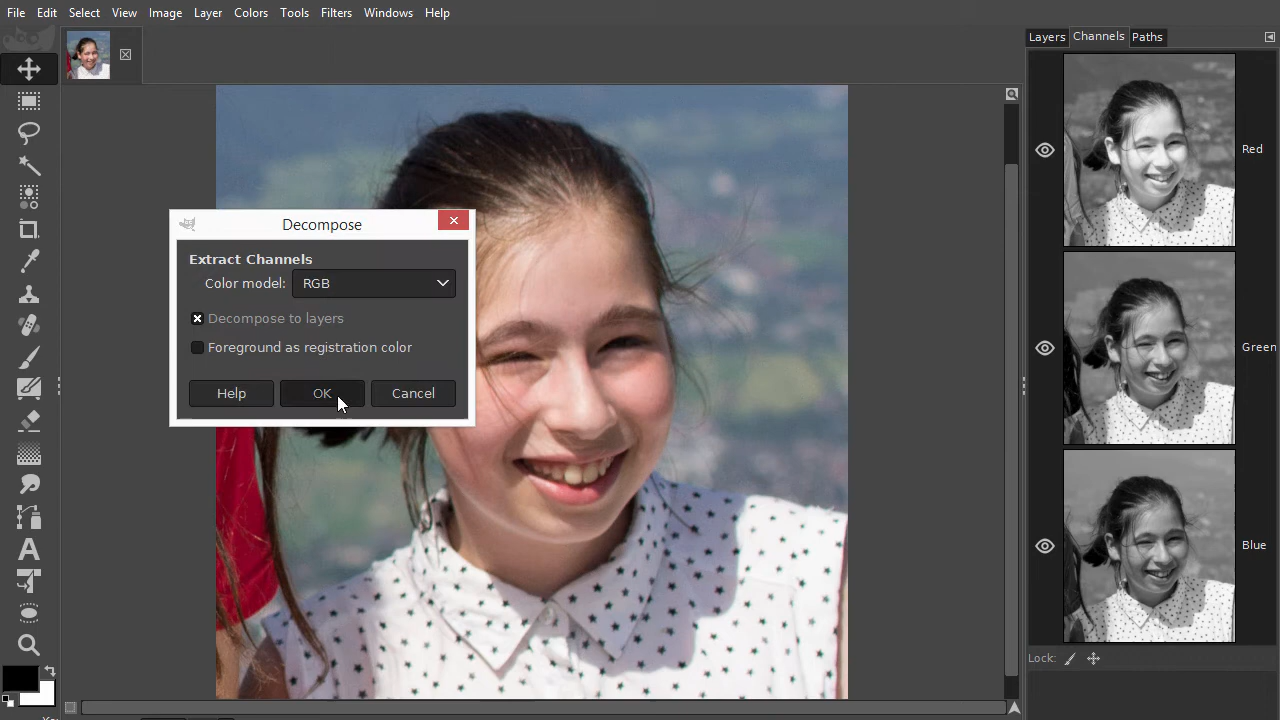 File Edit Select View Image Layer Colors Tools Filters Windows Help
Layers Channels Paths
Red
Decompose
Extract Channels
Color model: RGB
Decompose to layers
Foreground as registration color
Green
Help OK Cancel
Blue
Lock: